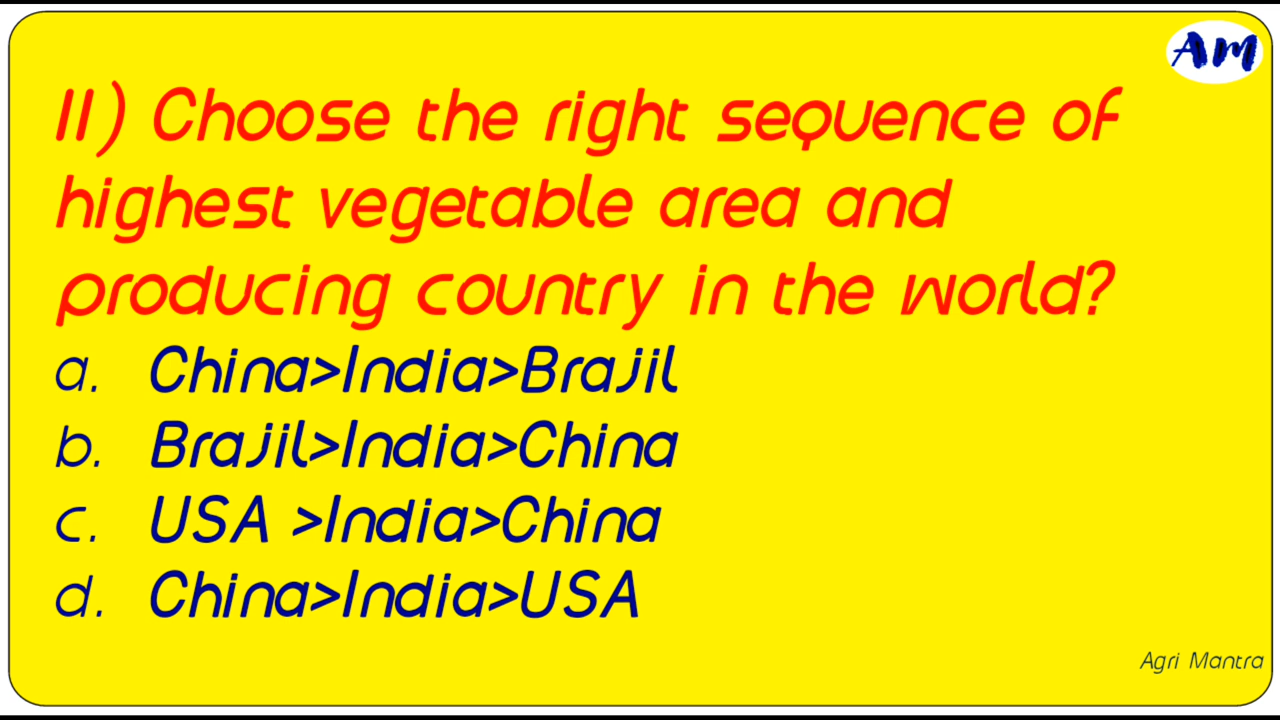 AM
11) Choose the right sequence of
highest vegetable area and
producing country in the world?
a. China>India>Brajil
b. Brajil>India>China
c. USA >India>China
d. China>India>USA
Agri Mantra